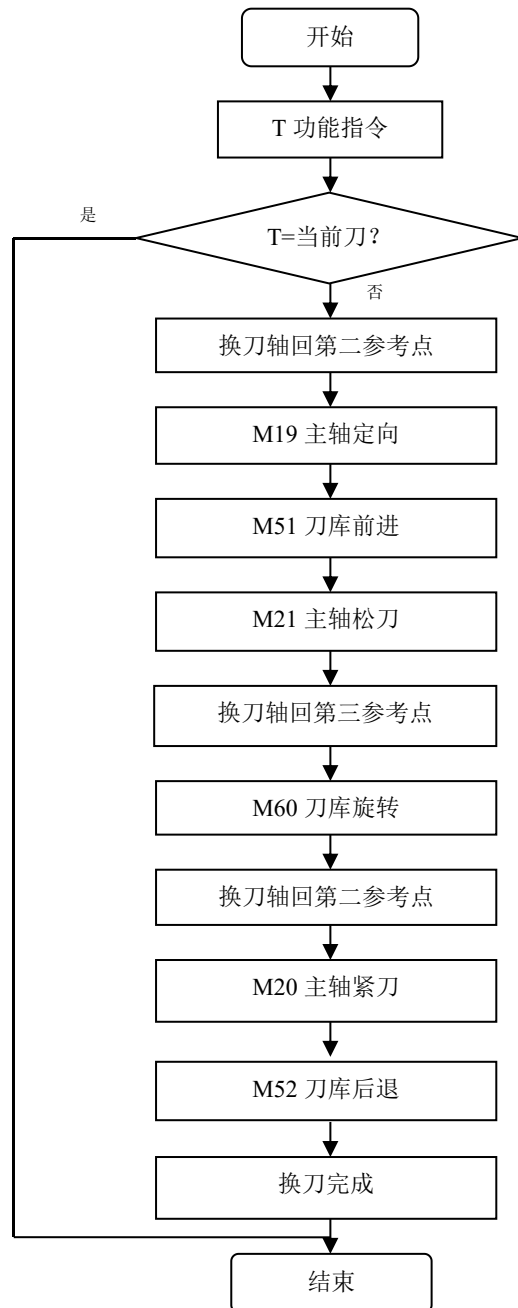 开始
T 功能指令
是
T=当前刀？
否
换刀轴回第二参考点
M19 主轴定向
M51 刀库前进
M21 主轴松刀
换刀轴回第三参考点
M60 刀库旋转
换刀轴回第二参考点
M20 主轴紧刀
M52 刀库后退
换刀完成
结束